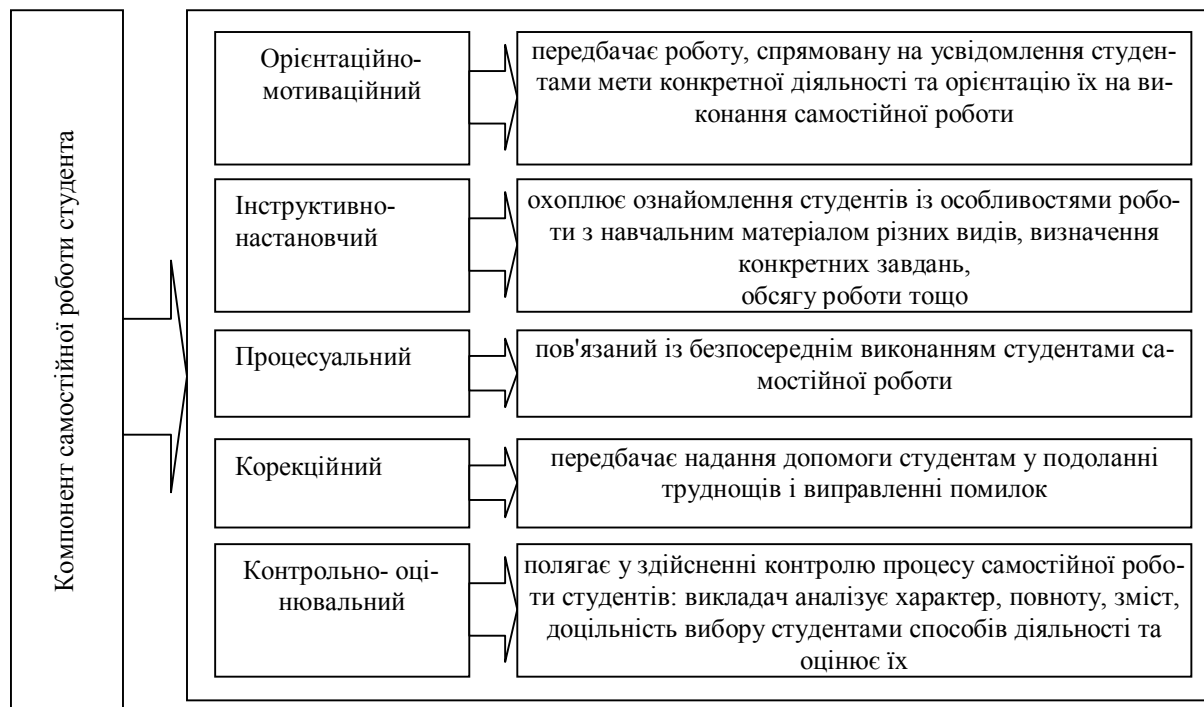 Компонент самостійної роботи студента
Орієнтаційно-
мотиваційний
передбачає роботу, спрямовану на усвідомлення студен-
тами мети конкретної діяльності та орієнтацію їх на ви-
конання самостійної роботи
Інструктивно-
настановчий
охоплює ознайомлення студентів із особливостями робо-
ти з навчальним матеріалом різних видів, визначення
конкретних завдань,
обсягу роботи тощо
Процесуальний
пов'язаний із безпосереднім виконанням студентами са-
мостійної роботи
Корекційний
передбачає надання допомоги студентам у подоланні
труднощів і виправленні помилок
Контрольно- оці-
нювальний
полягає у здійсненні контролю процесу самостійної робо-
ти студентів: викладач аналізує характер, повноту, зміст,
доцільність вибору студентами способів діяльності та
оцінює їх